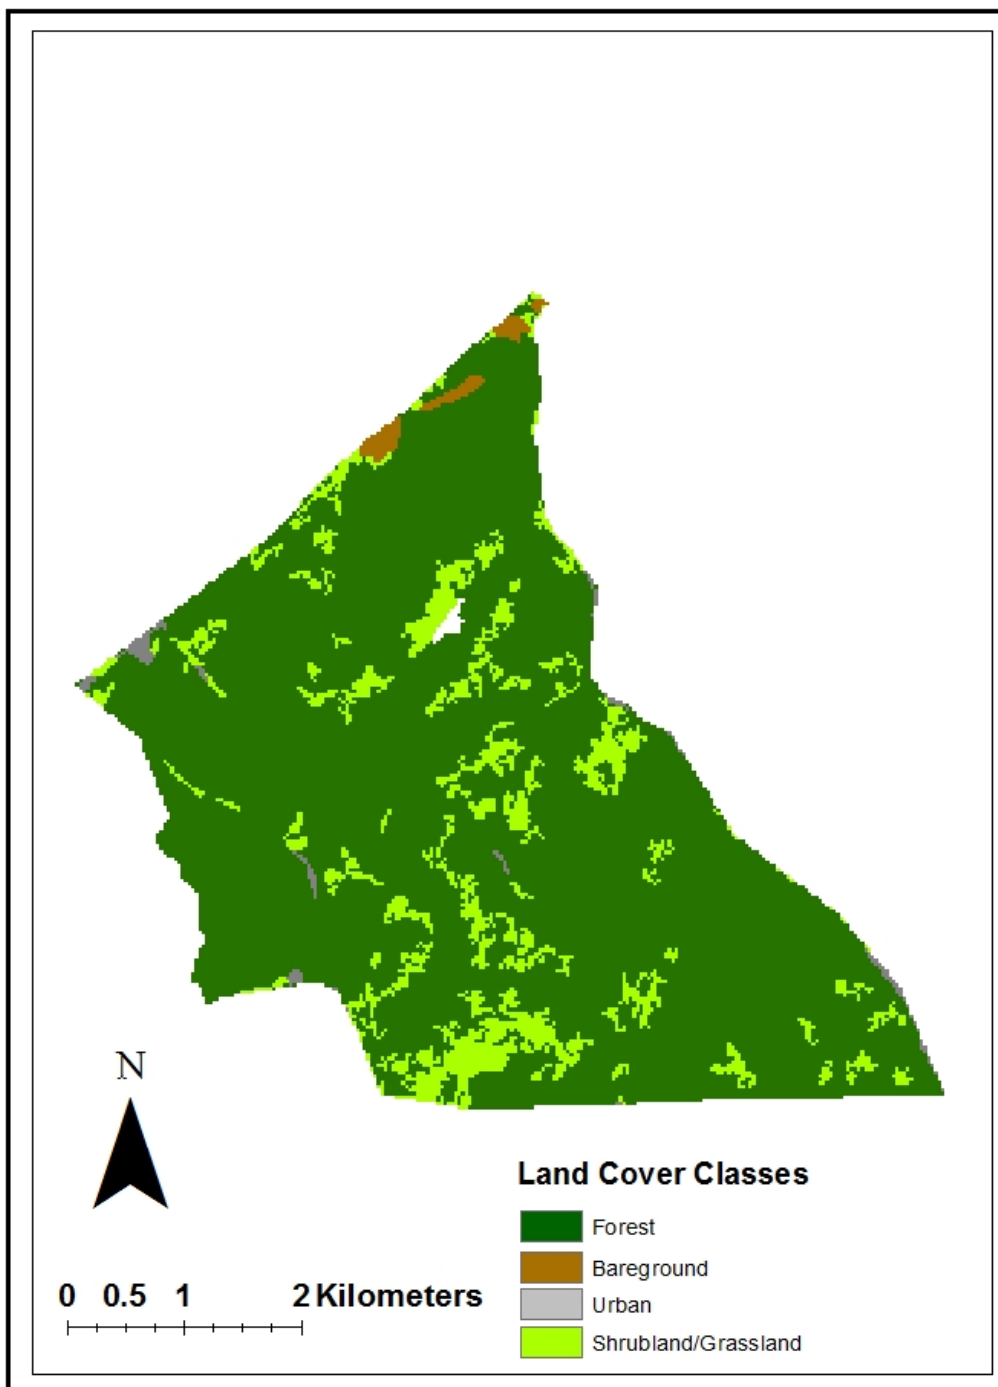 N
Land Cover Classes
Forest
Bareground
Urban
Shrubland/Grassland
0 0.5 1 2 Kilometers